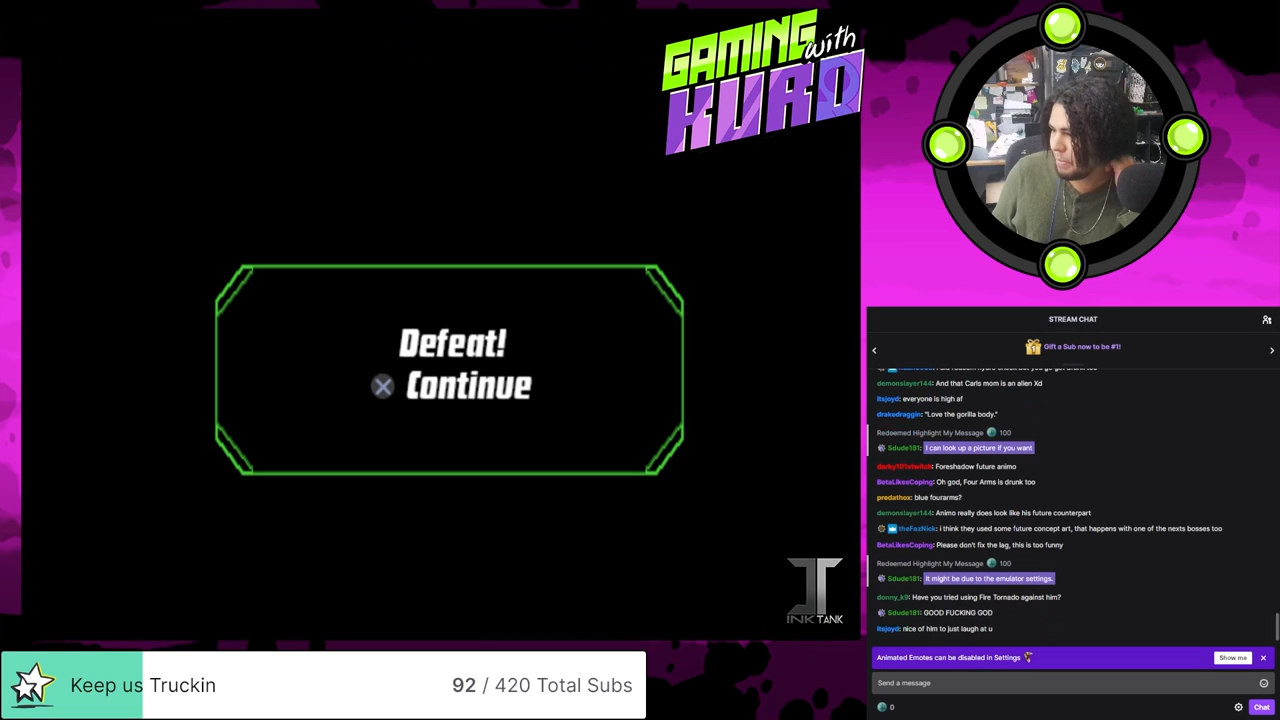 GAMING with
KURO
Defeat!
Continue
INK TANK
Keep us Truckin
92 / 420 Total Subs
STREAM CHAT
Gift a Sub now to be #1!
demonslayer144: And that Carls mom is an alien Xd
itsjoyd: everyone is high af
drakedraggin: "Love the gorilla body."
Redeemed Highlight My Message 100
Sdude181: I can look up a picture if you want
darky101vtwitch: Foreshadow future animo
BetaLikesCoping: Oh god, Four Arms is drunk too
predathox: blue fourarms?
demonslayer144: Animo really does look like his future counterpart
theFazNick: i think they used some future concept art, that happens with one of the nexts bosses too
BetaLikesCoping: Please don't fix the lag, this is too funny
Redeemed Highlight My Message 100
Sdude181: it might be due to the emulator settings.
donny_k9: Have you tried using Fire Tornado against him?
Sdude181: GOOD FUCKING GOD
itsjoyd: nice of him to just laugh at u
Animated Emotes can be disabled in Settings
Show me
Send a message
0
Chat